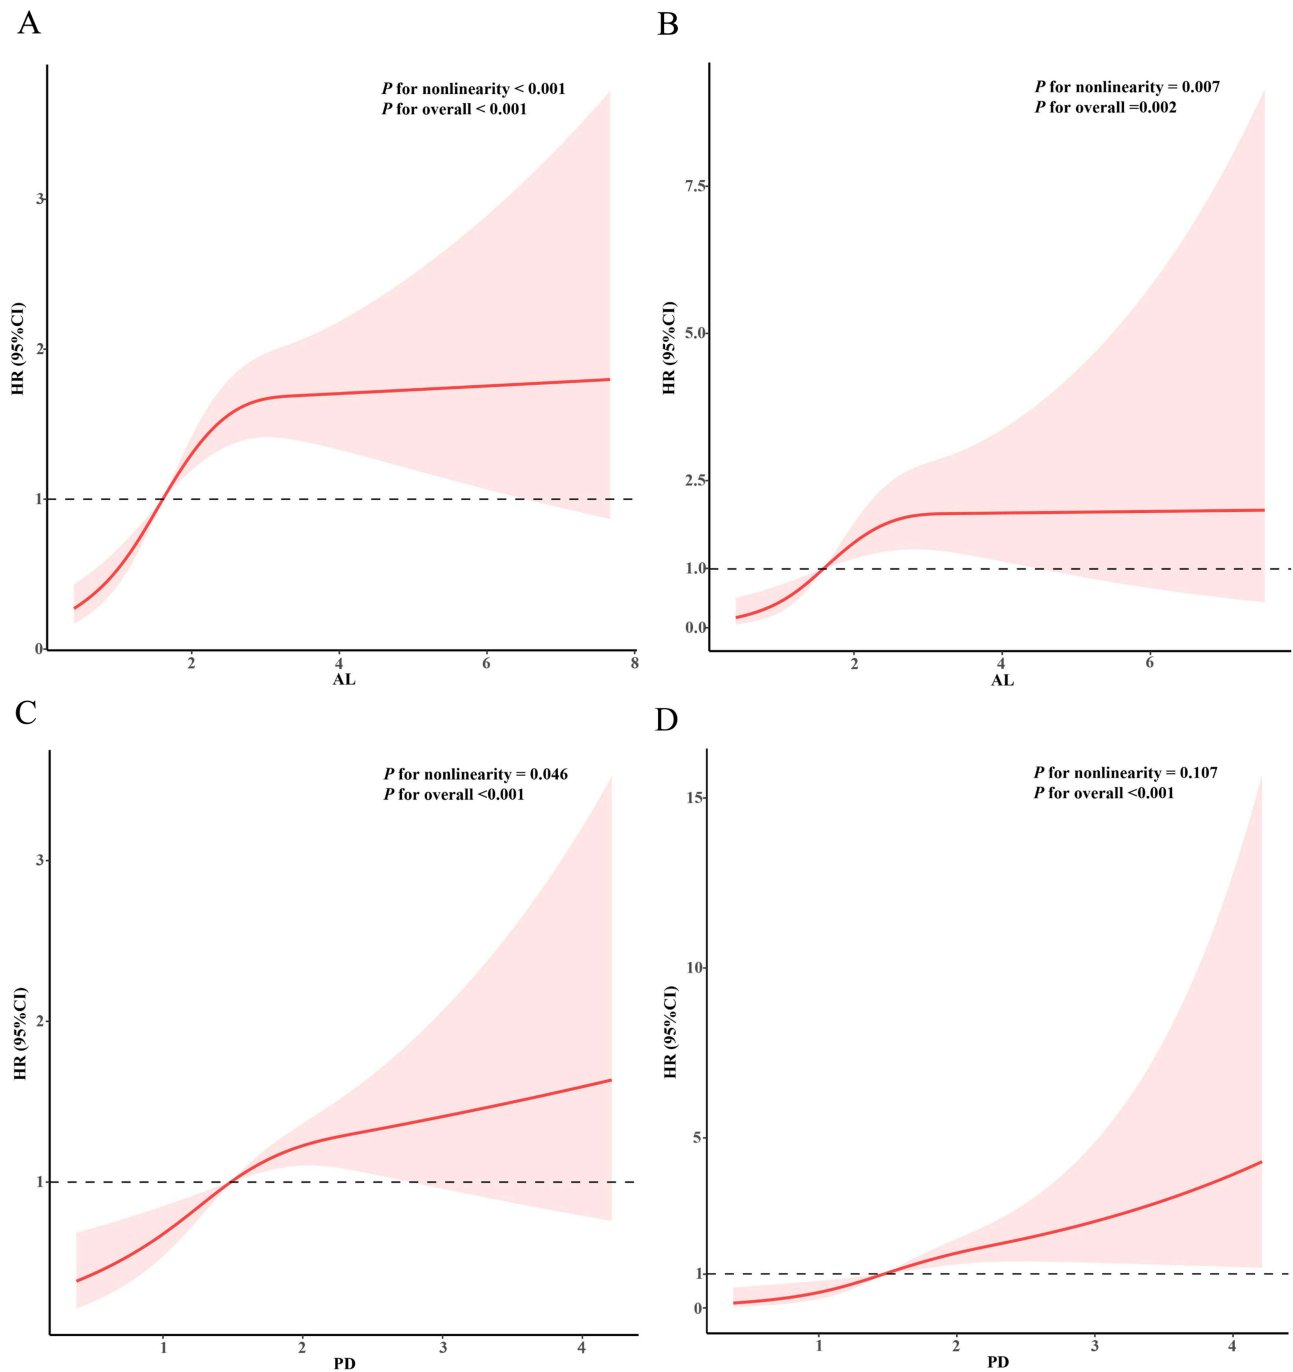 A
P for nonlinearity < 0.001
P for overall < 0.001
HR (95%CI)
3
2
1
0
2
4
6
8
AL
B
P for nonlinearity = 0.007
P for overall =0.002
HR (95%CI)
7.5
5.0
2.5
1.0
0.0
2
4
6
AL
C
P for nonlinearity = 0.046
P for overall <0.001
HR (95%CI)
3
2
1
1
2
3
4
PD
D
P for nonlinearity = 0.107
P for overall <0.001
HR (95%CI)
15
10
5
1
0
1
2
3
4
PD